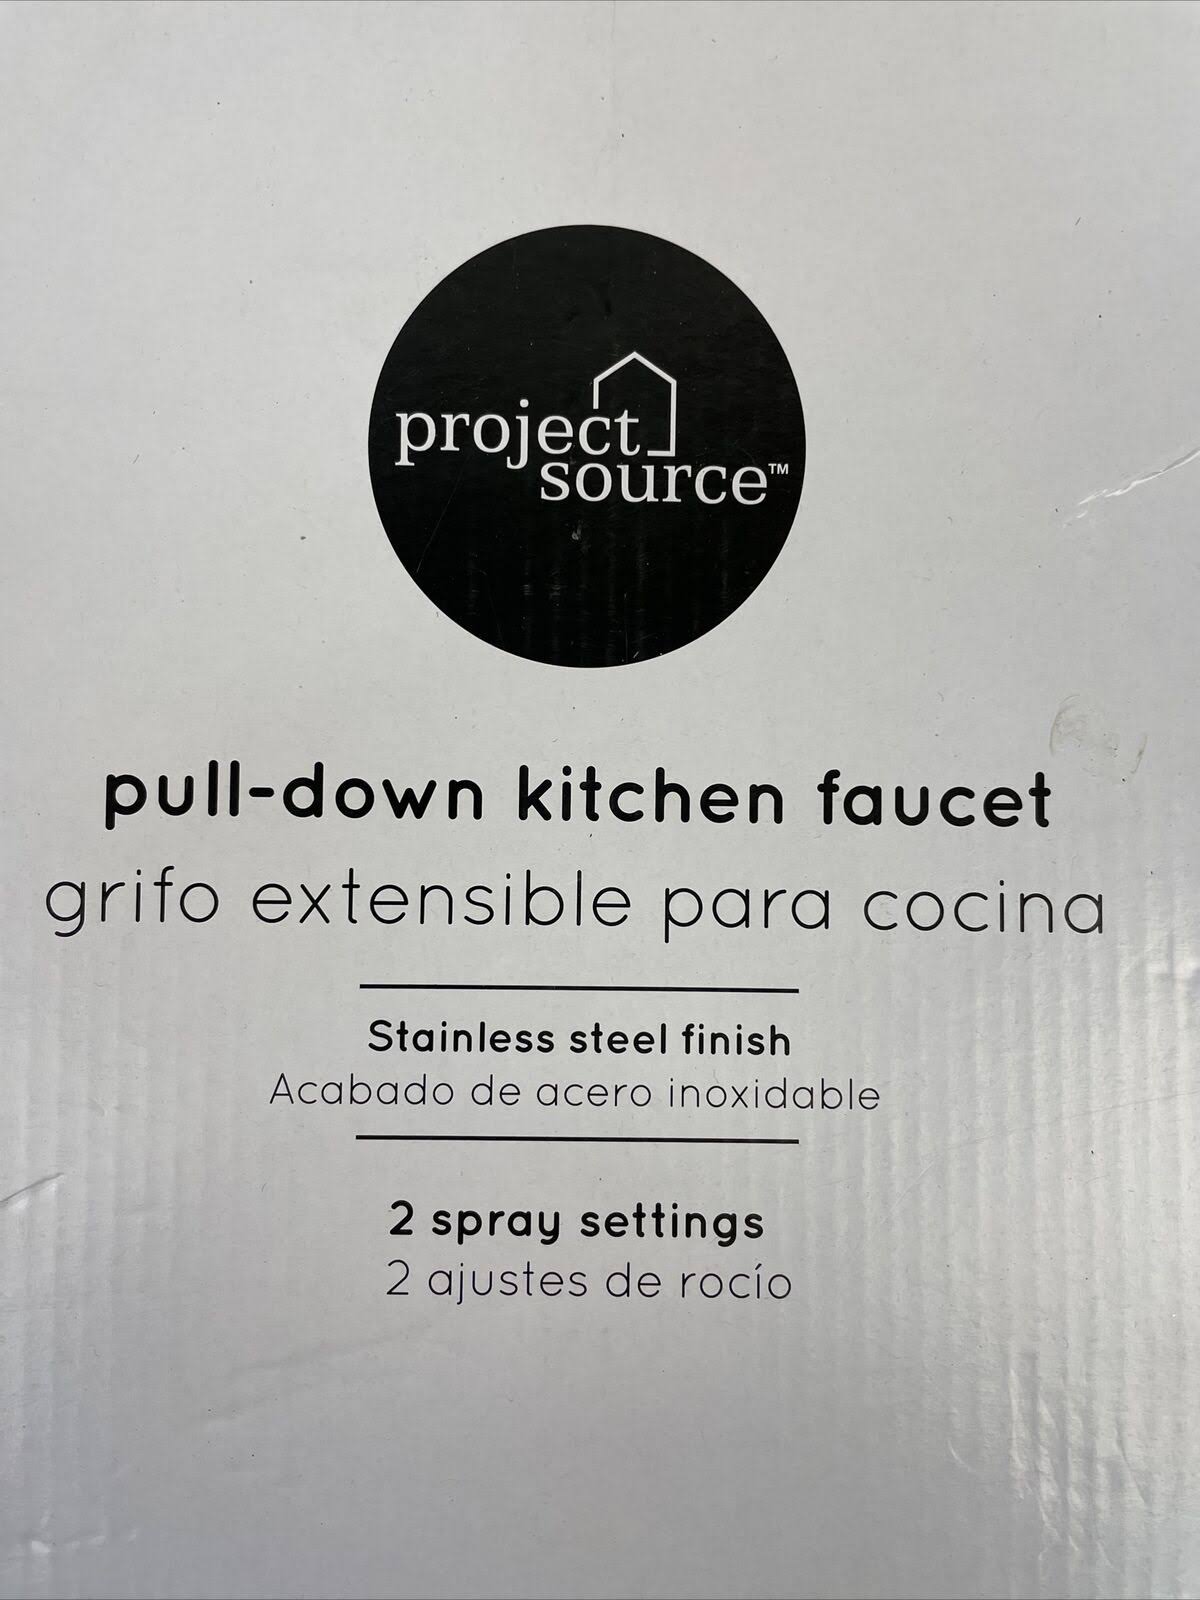 project
source™
pull-down kitchen faucet
grifo extensible para cocina
Stainless steel finish
Acabado de acero inoxidable
2 spray settings
2 ajustes de rocío